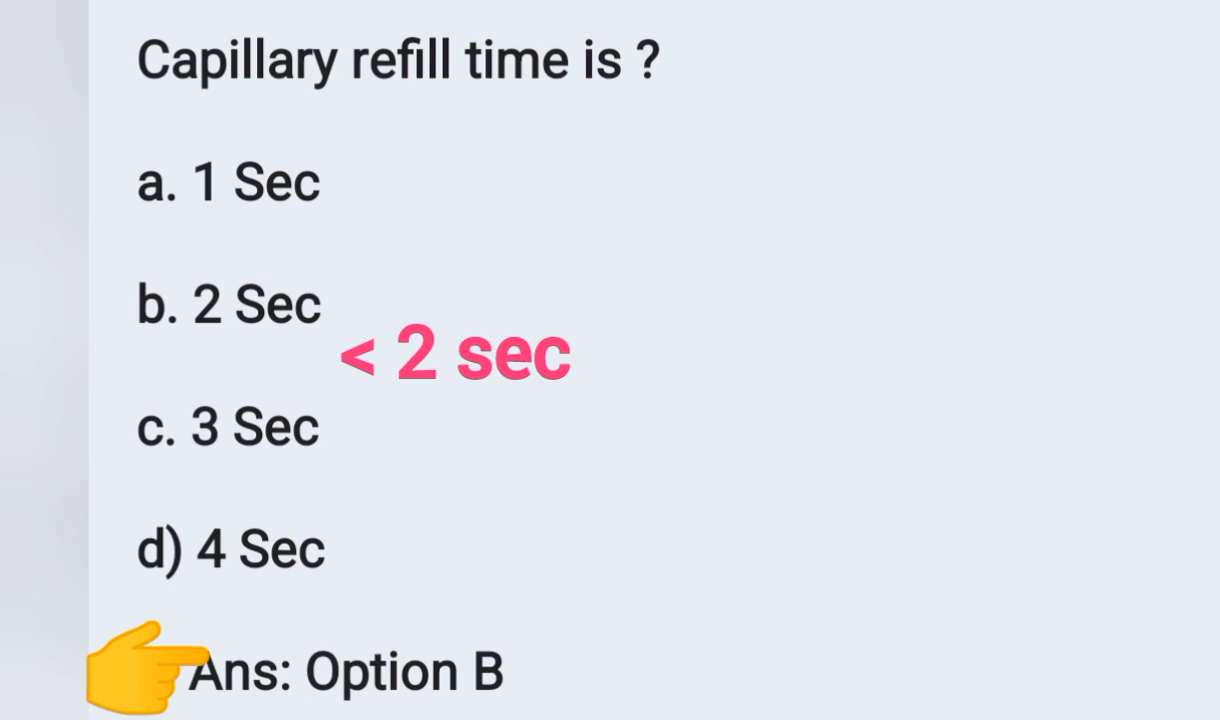 Capillary refill time is ?
a. 1 Sec
b. 2 Sec
< 2 sec
c. 3 Sec
d) 4 Sec
Ans: Option B